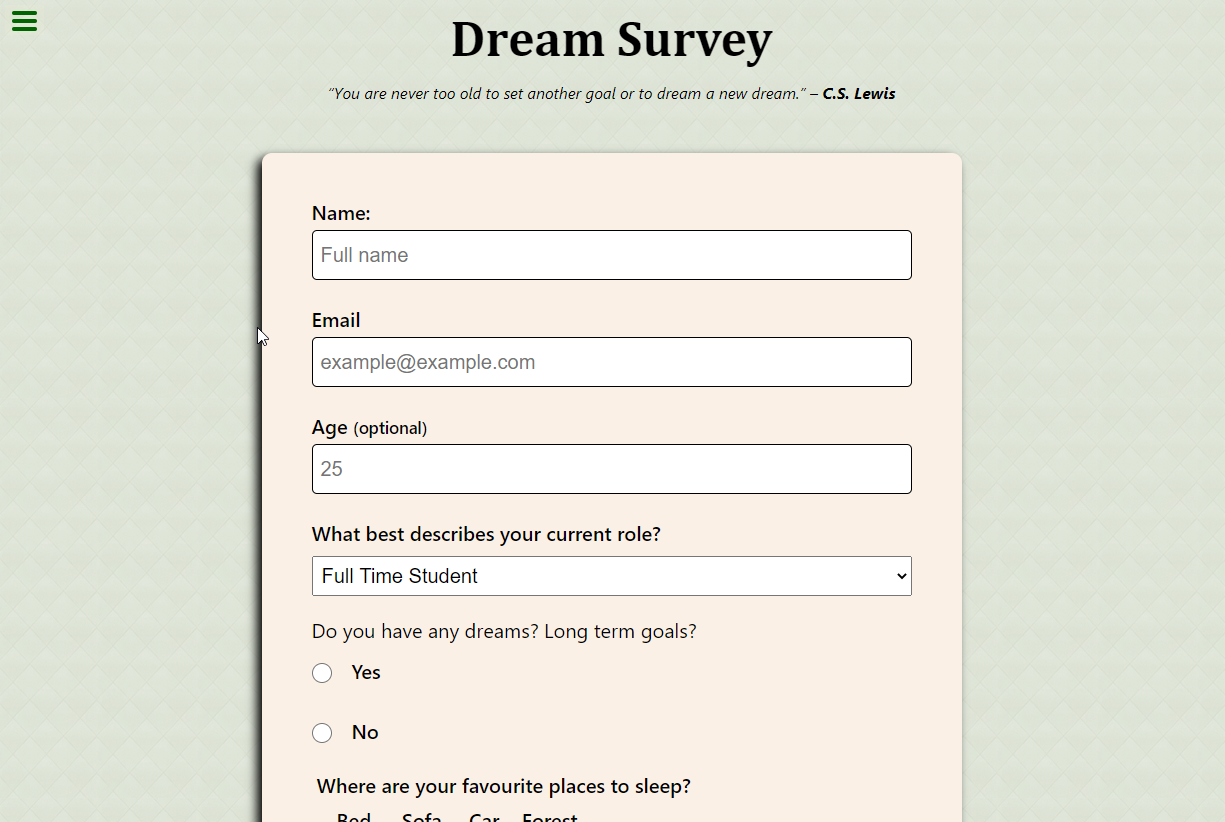 Dream Survey
“You are never too old to set another goal or to dream a new dream.” – C.S. Lewis
Name:
Full name
Email
example@example.com
Age (optional)
25
What best describes your current role?
Full Time Student
Do you have any dreams? Long term goals?
Yes
No
Where are your favourite places to sleep?
Bed Sofa Car Forest